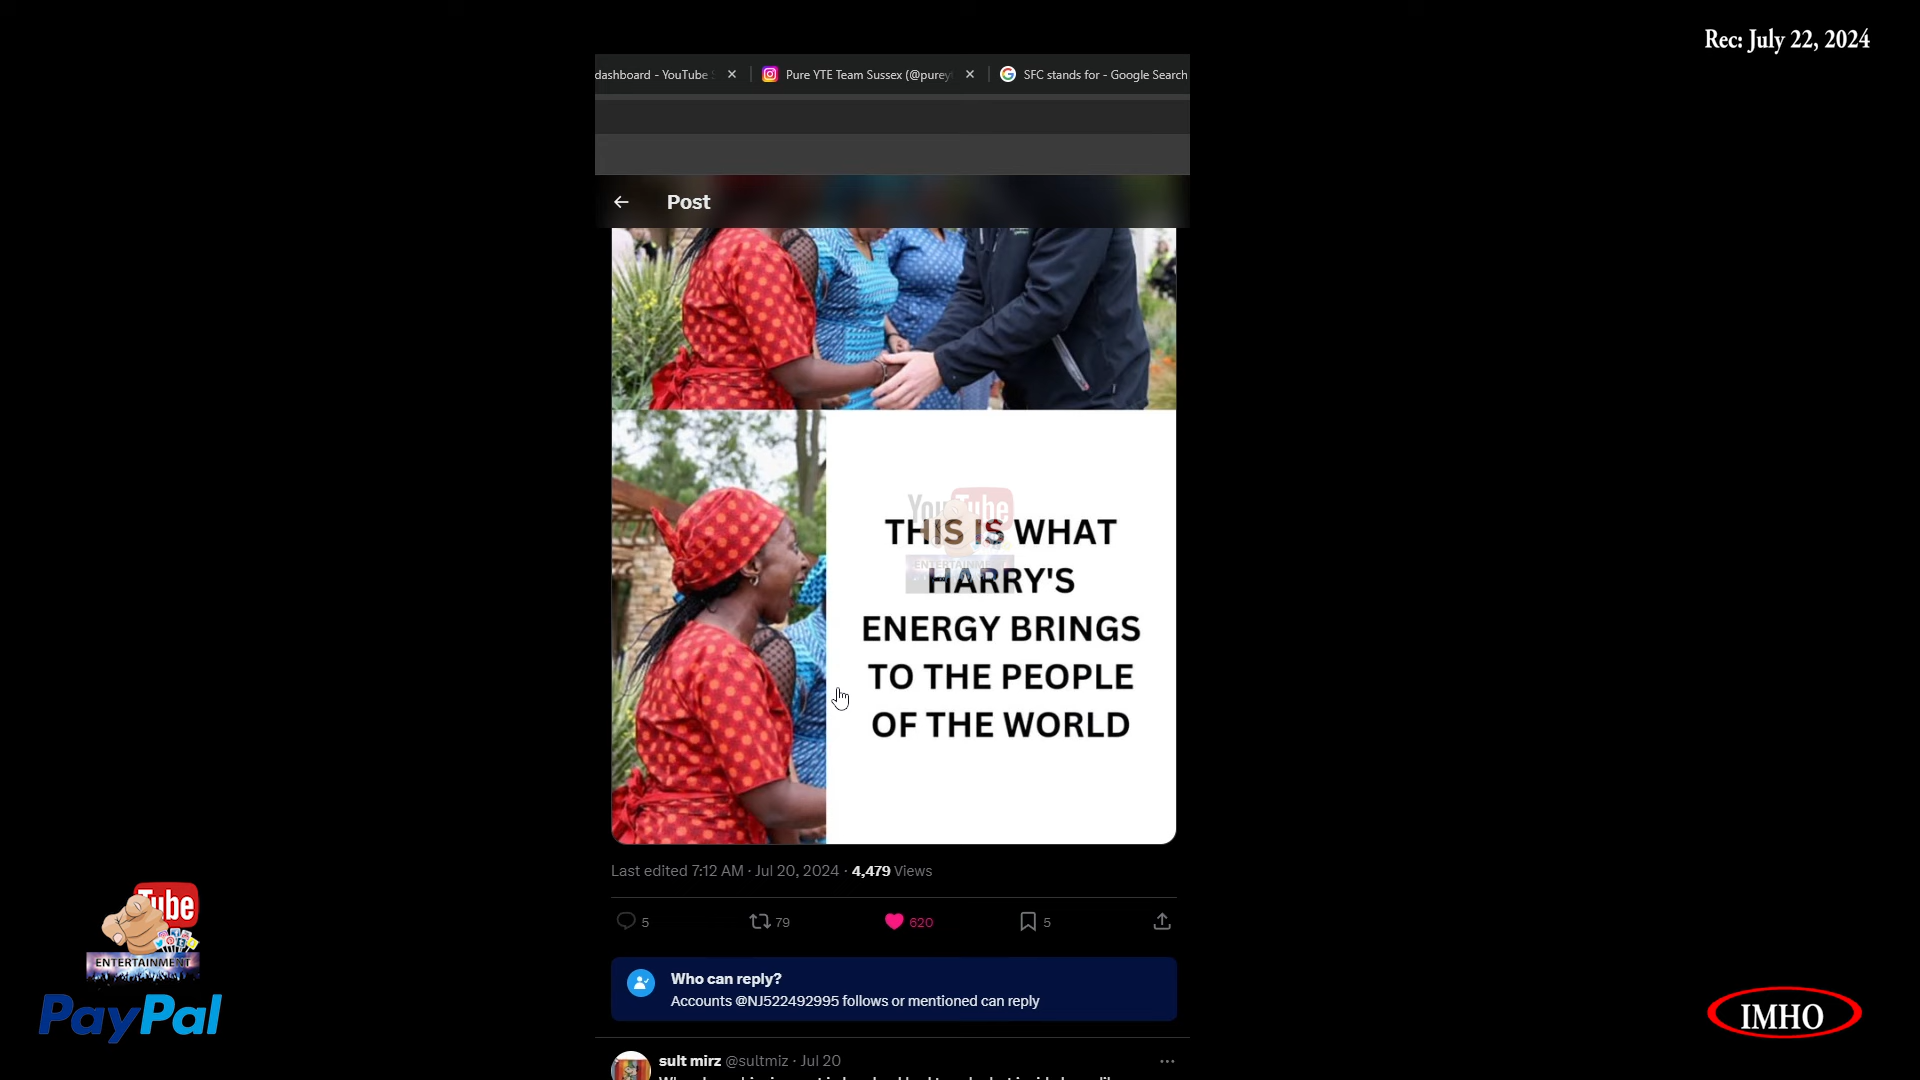 Rec: July 22, 2024
dashboard - YouTube
Pure YTE Team Sussex (@purey
SFC stands for - Google Search
Post
YouTube
ENTERTAINMENT
THIS IS WHAT
HARRY'S
ENERGY BRINGS
TO THE PEOPLE
OF THE WORLD
Last edited 7:12 AM · Jul 20, 2024 · 4,479 Views
5
79
620
5
Who can reply?
Accounts @NJ522492995 follows or mentioned can reply
sult mirz @sultmiz · Jul 20
Tube
ENTERTAINMENT
PayPal
IMHO